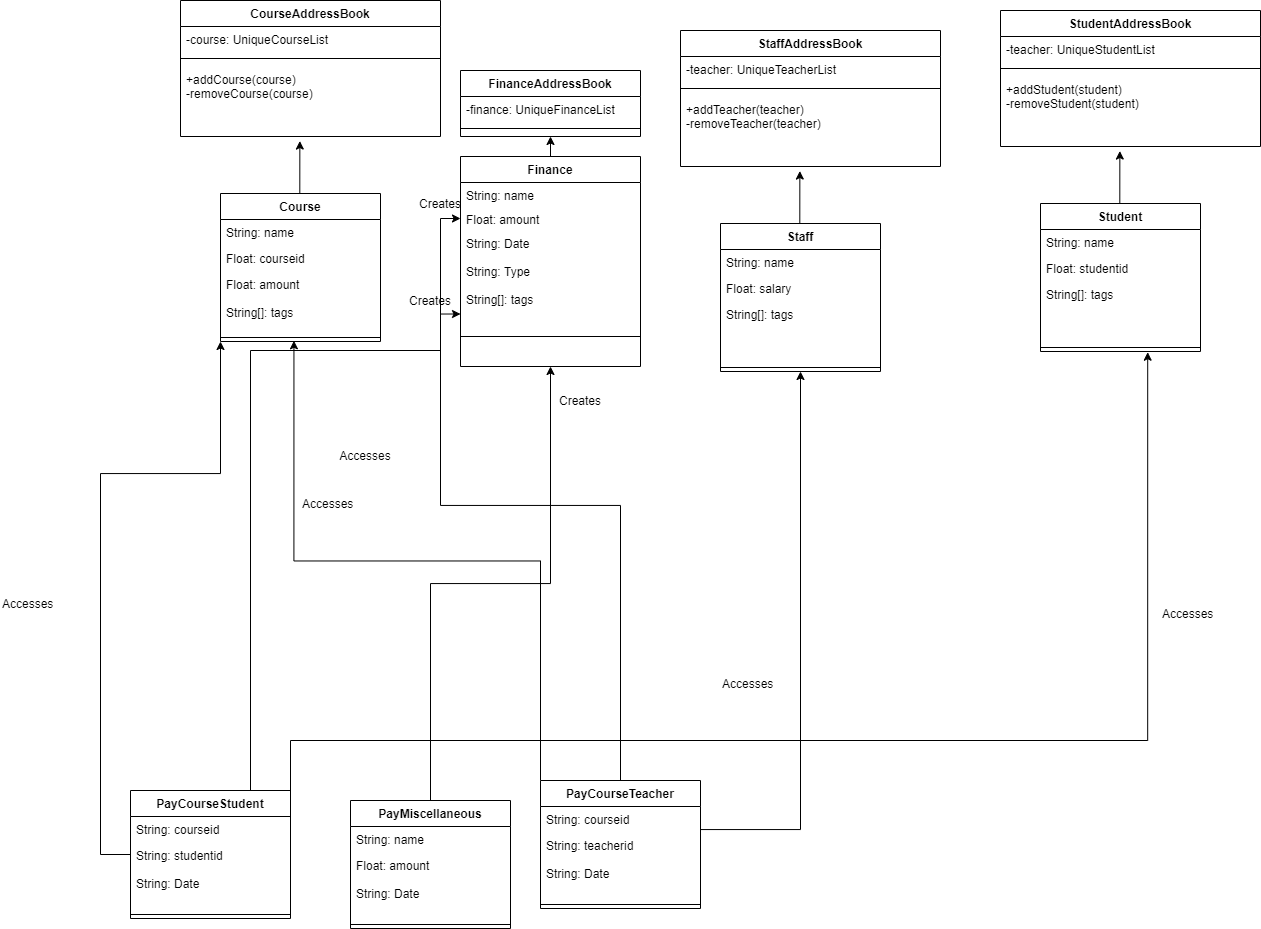 CourseAddressBook
-course: UniqueCourseList
+addCourse(course)
-removeCourse(course)
FinanceAddressBook
-finance: UniqueFinanceList
StaffAddressBook
-teacher: UniqueTeacherList
+addTeacher(teacher)
-removeTeacher(teacher)
StudentAddressBook
-teacher: UniqueStudentList
+addStudent(student)
-removeStudent(student)
Course
String: name
Float: courseid
Float: amount
String[]: tags
Creates
Creates
Finance
String: name
Float: amount
String: Date
String: Type
String[]: tags
Staff
String: name
Float: salary
String[]: tags
Student
String: name
Float: studentid
String[]: tags
Creates
Accesses
Accesses
Accesses
Accesses
Accesses
PayCourseStudent
String: courseid
String: studentid
String: Date
PayMiscellaneous
String: name
Float: amount
String: Date
PayCourseTeacher
String: courseid
String: teacherid
String: Date